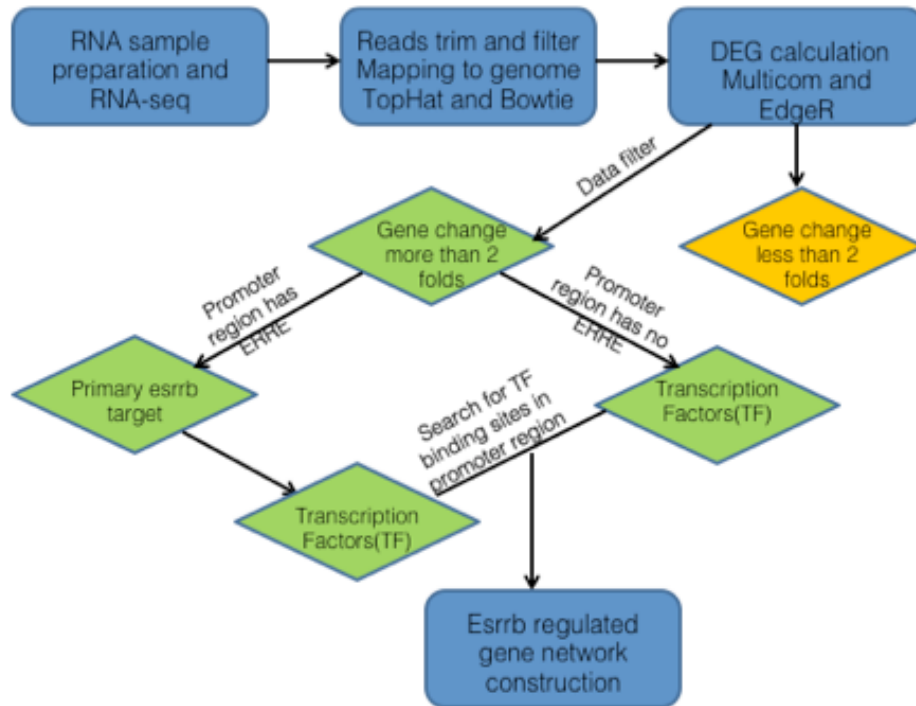 RNA sample
preparation and
RNA-seq
Reads trim and filter
Mapping to genome
TopHat and Bowtie
DEG calculation
Multicom and
EdgeR
Data filter
Gene change
more than 2
folds
Gene change
less than 2
folds
Promoter
region has
ERRE
Promoter
region has no
ERRE
Primary esrrb
target
Search for TF
binding sites in
promoter region
Transcription
Factors(TF)
Transcription
Factors(TF)
Esrrb regulated
gene network
construction